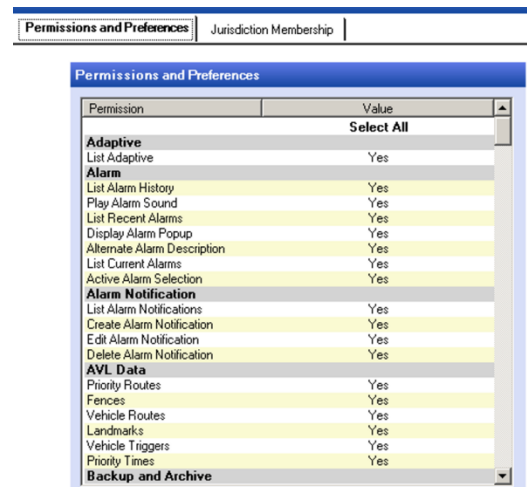 Permissions and Preferences Jurisdiction Membership
Permissions and Preferences
Permission Value
Select All
Adaptive
List Adaptive Yes
Alarm
List Alarm History Yes
Play Alarm Sound Yes
List Recent Alarms Yes
Display Alarm Popup Yes
Alternate Alarm Description Yes
List Current Alarms Yes
Active Alarm Selection Yes
Alarm Notification
List Alarm Notifications Yes
Create Alarm Notification Yes
Edit Alarm Notification Yes
Delete Alarm Notification Yes
AVL Data
Priority Routes Yes
Fences Yes
Vehicle Routes Yes
Landmarks Yes
Vehicle Triggers Yes
Priority Times Yes
Backup and Archive